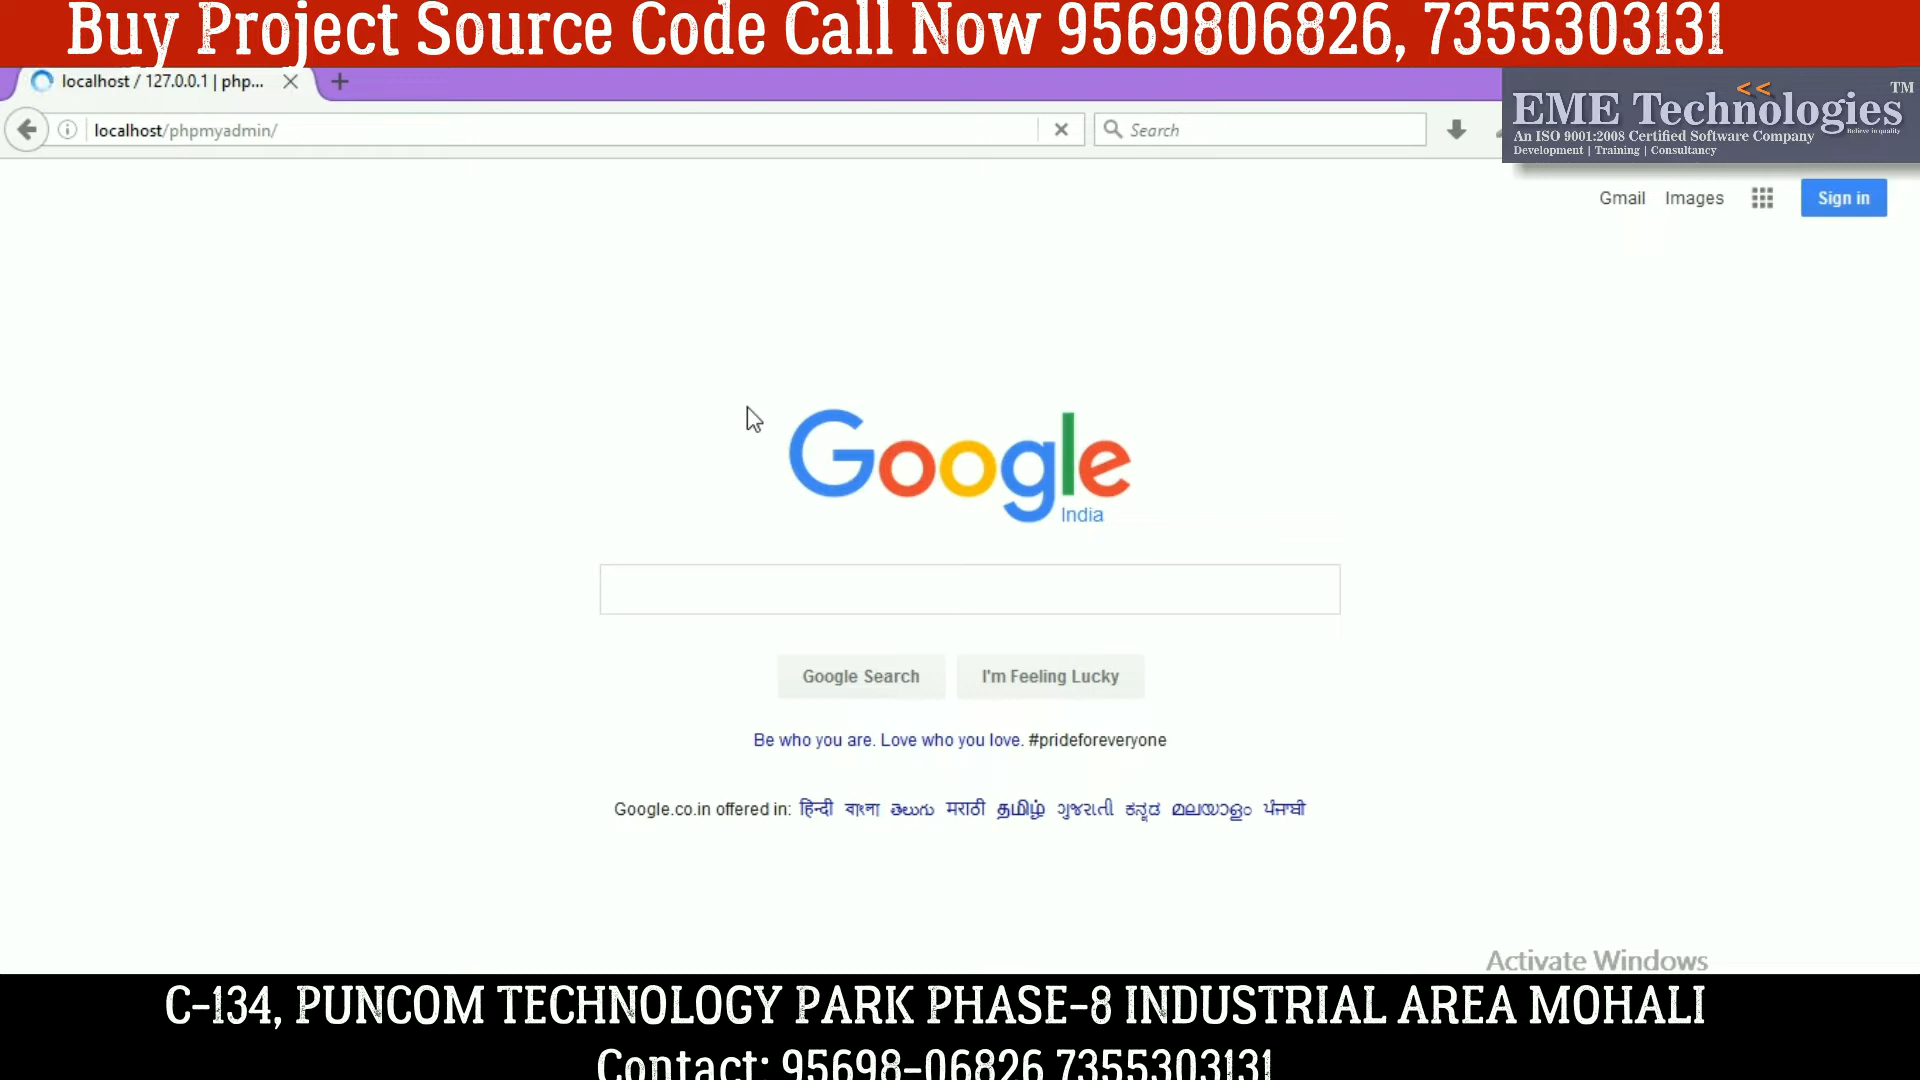 Buy Project Source Code Call Now 9569806826, 7355303131
localhost / 127.0.0.1 | php...
localhost/phpmyadmin/
Search
<< TM
EME Technologies
Believe in quality
An ISO 9001:2008 Certified Software Company
Development | Training | Consultancy
Gmail Images Sign in
Google
India
Google Search I'm Feeling Lucky
Be who you are. Love who you love. #prideforeveryone
Google.co.in offered in: हिन्दी বাংলা తెలుగు मराठी தமிழ் ગુજરાતી ಕನ್ನಡ മലയാളം ਪੰਜਾਬੀ
Activate Windows
C-134, PUNCOM TECHNOLOGY PARK PHASE-8 INDUSTRIAL AREA MOHALI
Contact: 95698-06826 7355303131